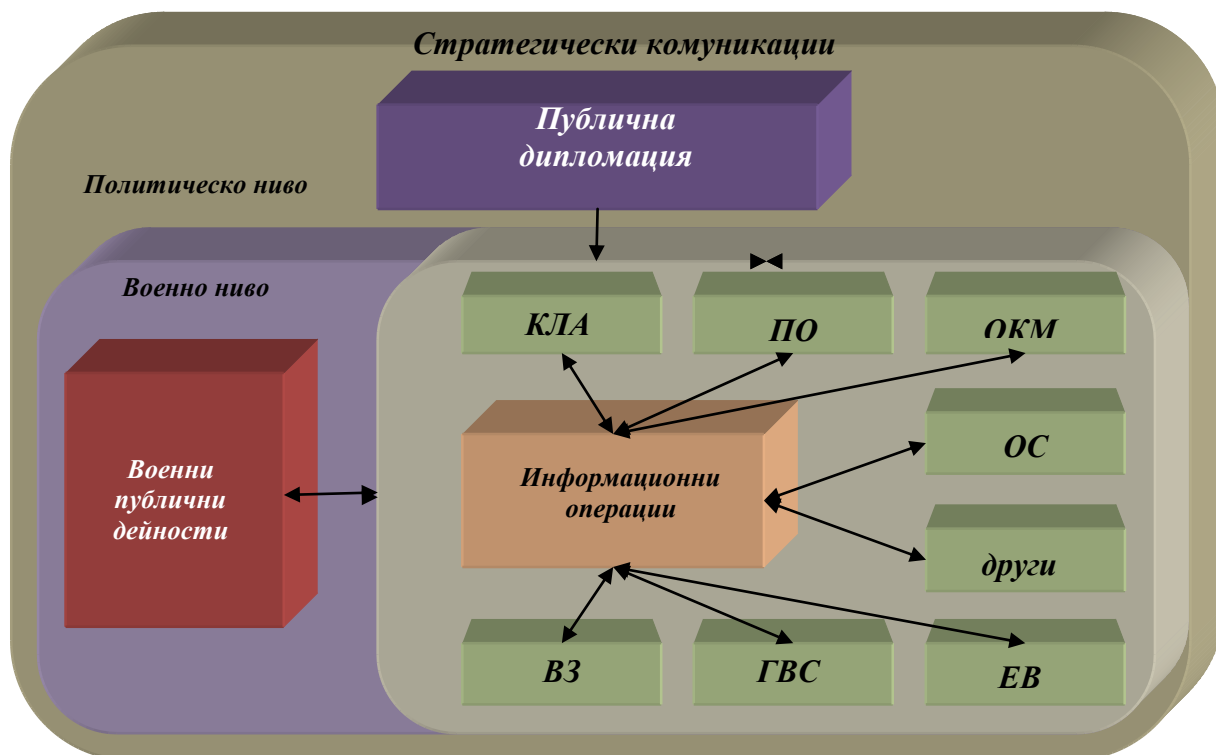 Стратегически комуникации
Публична
дипломация
Политическо ниво
Военно ниво
КЛА
ПО
ОКМ
Военни
публични
дейности
Информационни
операции
ОС
други
ВЗ
ГВС
ЕВ